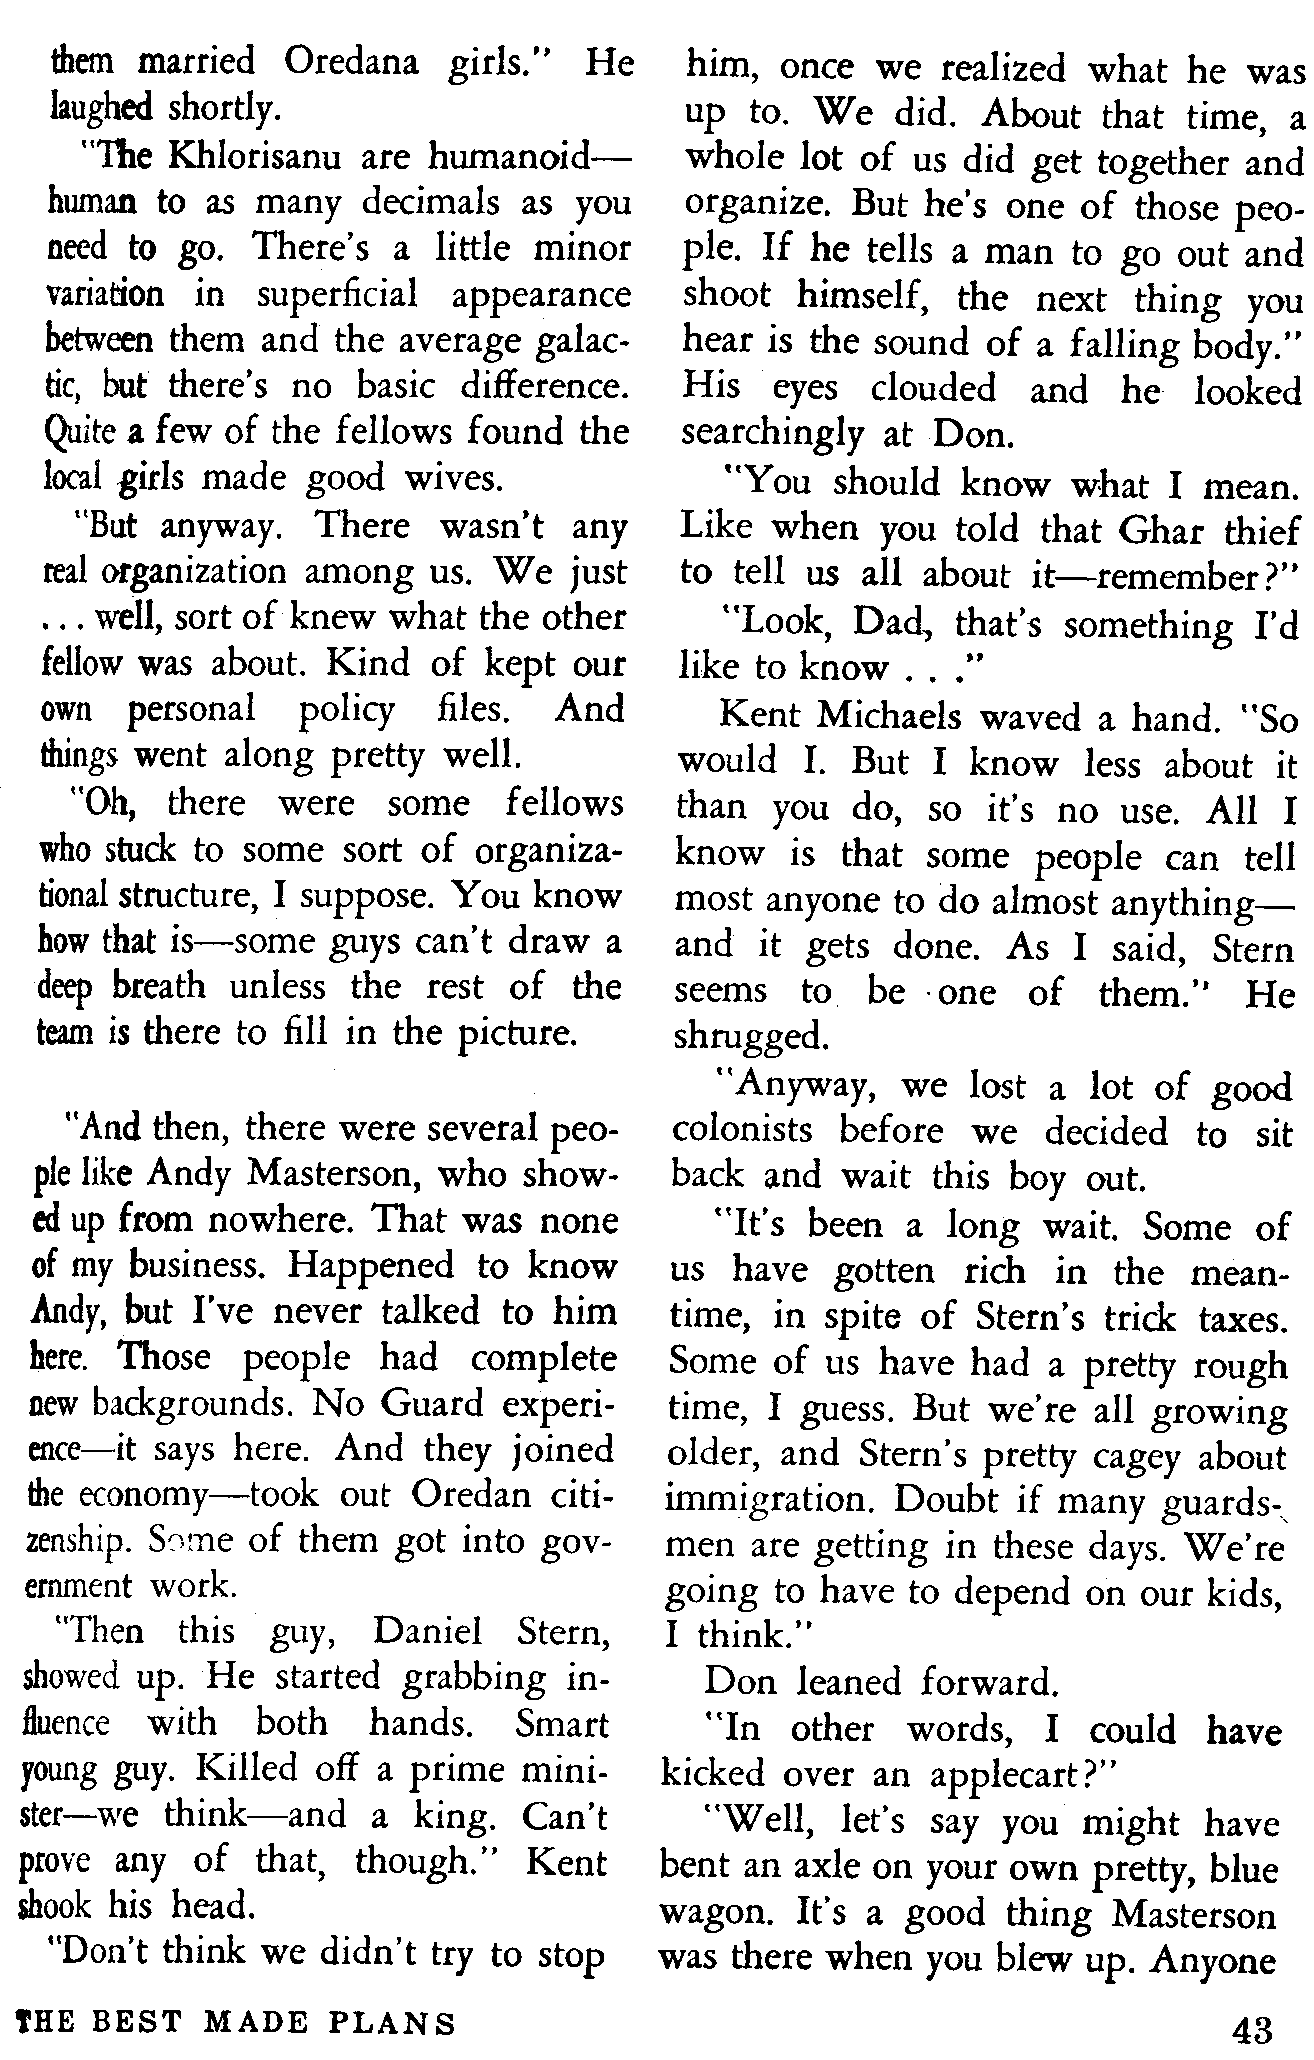 them married Oredana girls." He
laughed shortly.
"The Khlorisanu are humanoid—
human to as many decimals as you
need to go. There's a little minor
variation in superficial appearance
between them and the average galac-
tic, but there's no basic difference.
Quite a few of the fellows found the
local girls made good wives.
"But anyway. There wasn't any
real organization among us. We just
... well, sort of knew what the other
fellow was about. Kind of kept our
own personal policy files. And
things went along pretty well.
"Oh, there were some fellows
who stuck to some sort of organiza-
tional structure, I suppose. You know
how that is—some guys can't draw a
deep breath unless the rest of the
team is there to fill in the picture.
"And then, there were several peo-
ple like Andy Masterson, who show-
ed up from nowhere. That was none
of my business. Happened to know
Andy, but I've never talked to him
here. Those people had complete
new backgrounds. No Guard experi-
ence—it says here. And they joined
the economy—took out Oredan citi-
zenship. Some of them got into gov-
ernment work.
"Then this guy, Daniel Stern,
showed up. He started grabbing in-
fluence with both hands. Smart
young guy. Killed off a prime mini-
ster—we think—and a king. Can't
prove any of that, though." Kent
shook his head.
"Don't think we didn't try to stop
him, once we realized what he was
up to. We did. About that time, a
whole lot of us did get together and
organize. But he's one of those peo-
ple. If he tells a man to go out and
shoot himself, the next thing you
hear is the sound of a falling body."
His eyes clouded and he looked
searchingly at Don.
"You should know what I mean.
Like when you told that Ghar thief
to tell us all about it—remember?"
"Look, Dad, that's something I'd
like to know . . ."
Kent Michaels waved a hand. "So
would I. But I know less about it
than you do, so it's no use. All I
know is that some people can tell
most anyone to do almost anything—
and it gets done. As I said, Stern
seems to be one of them." He
shrugged.
"Anyway, we lost a lot of good
colonists before we decided to sit
back and wait this boy out.
"It's been a long wait. Some of
us have gotten rich in the mean-
time, in spite of Stern's trick taxes.
Some of us have had a pretty rough
time, I guess. But we're all growing
older, and Stern's pretty cagey about
immigration. Doubt if many guards-
men are getting in these days. We're
going to have to depend on our kids,
I think."
Don leaned forward.
"In other words, I could have
kicked over an applecart?"
"Well, let's say you might have
bent an axle on your own pretty, blue
wagon. It's a good thing Masterson
was there when you blew up. Anyone
THE BEST MADE PLANS
43